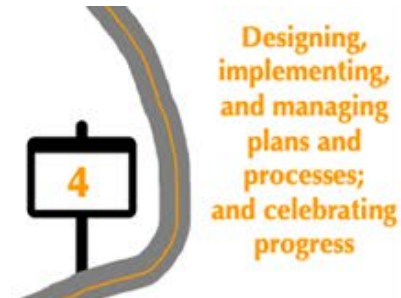 4
Designing,
implementing,
and managing
plans and
processes;
and celebrating
progress